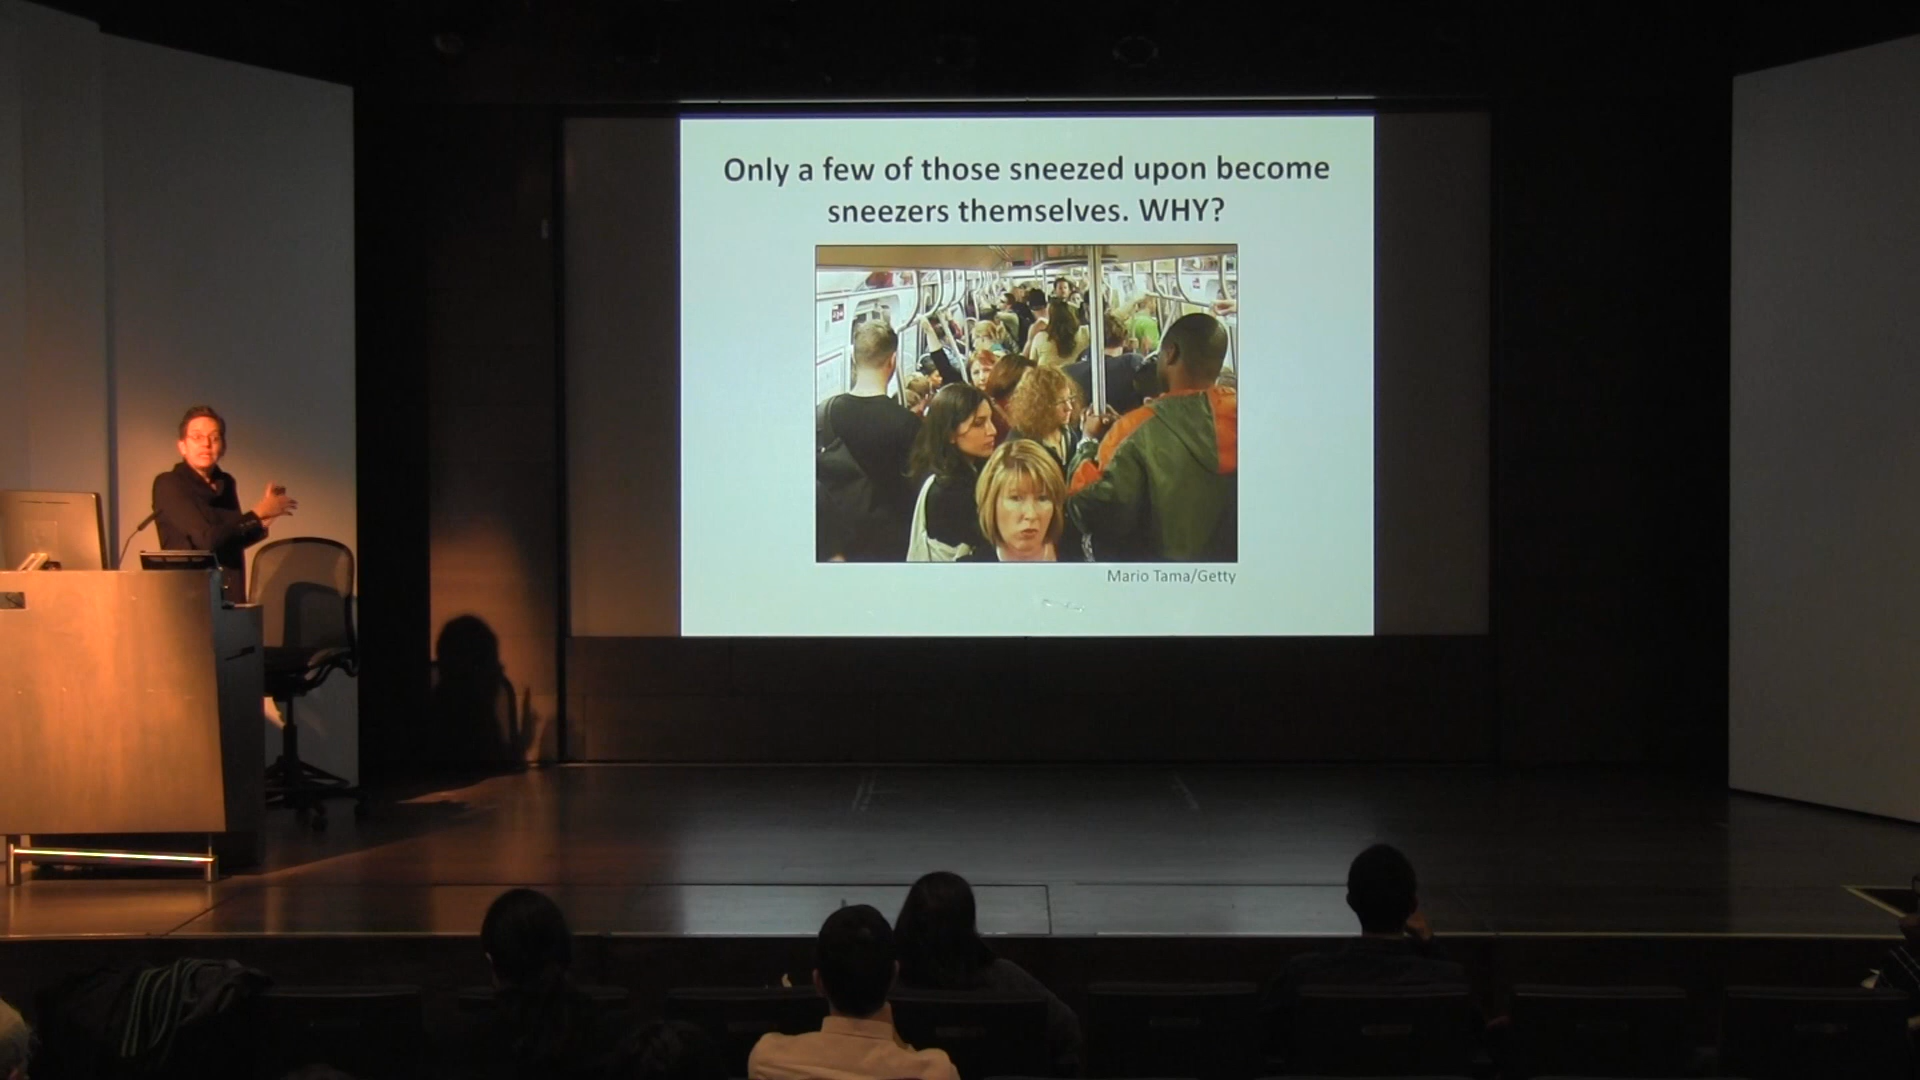 Only a few of those sneezed upon become
sneezers themselves. WHY?
Mario Tama/Getty